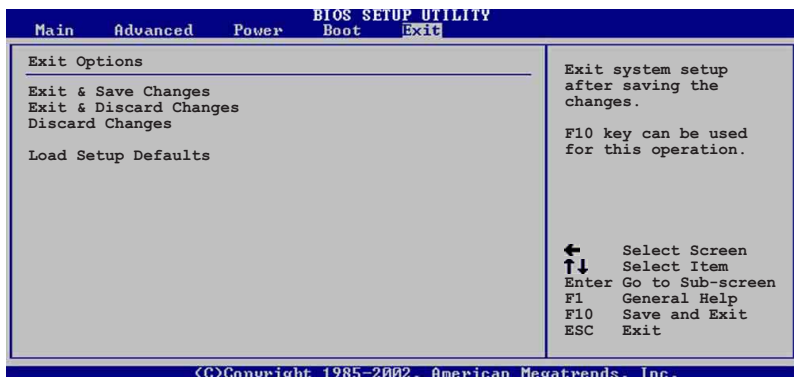 BIOS SETUP UTILITY
Main Advanced Power Boot Exit
Exit Options
Exit & Save Changes
Exit & Discard Changes
Discard Changes
Load Setup Defaults
Exit system setup
after saving the
changes.
F10 key can be used
for this operation.
← Select Screen
↑↓ Select Item
Enter Go to Sub-screen
F1 General Help
F10 Save and Exit
ESC Exit
(C)Copyright 1985-2002, American Megatrends, Inc.